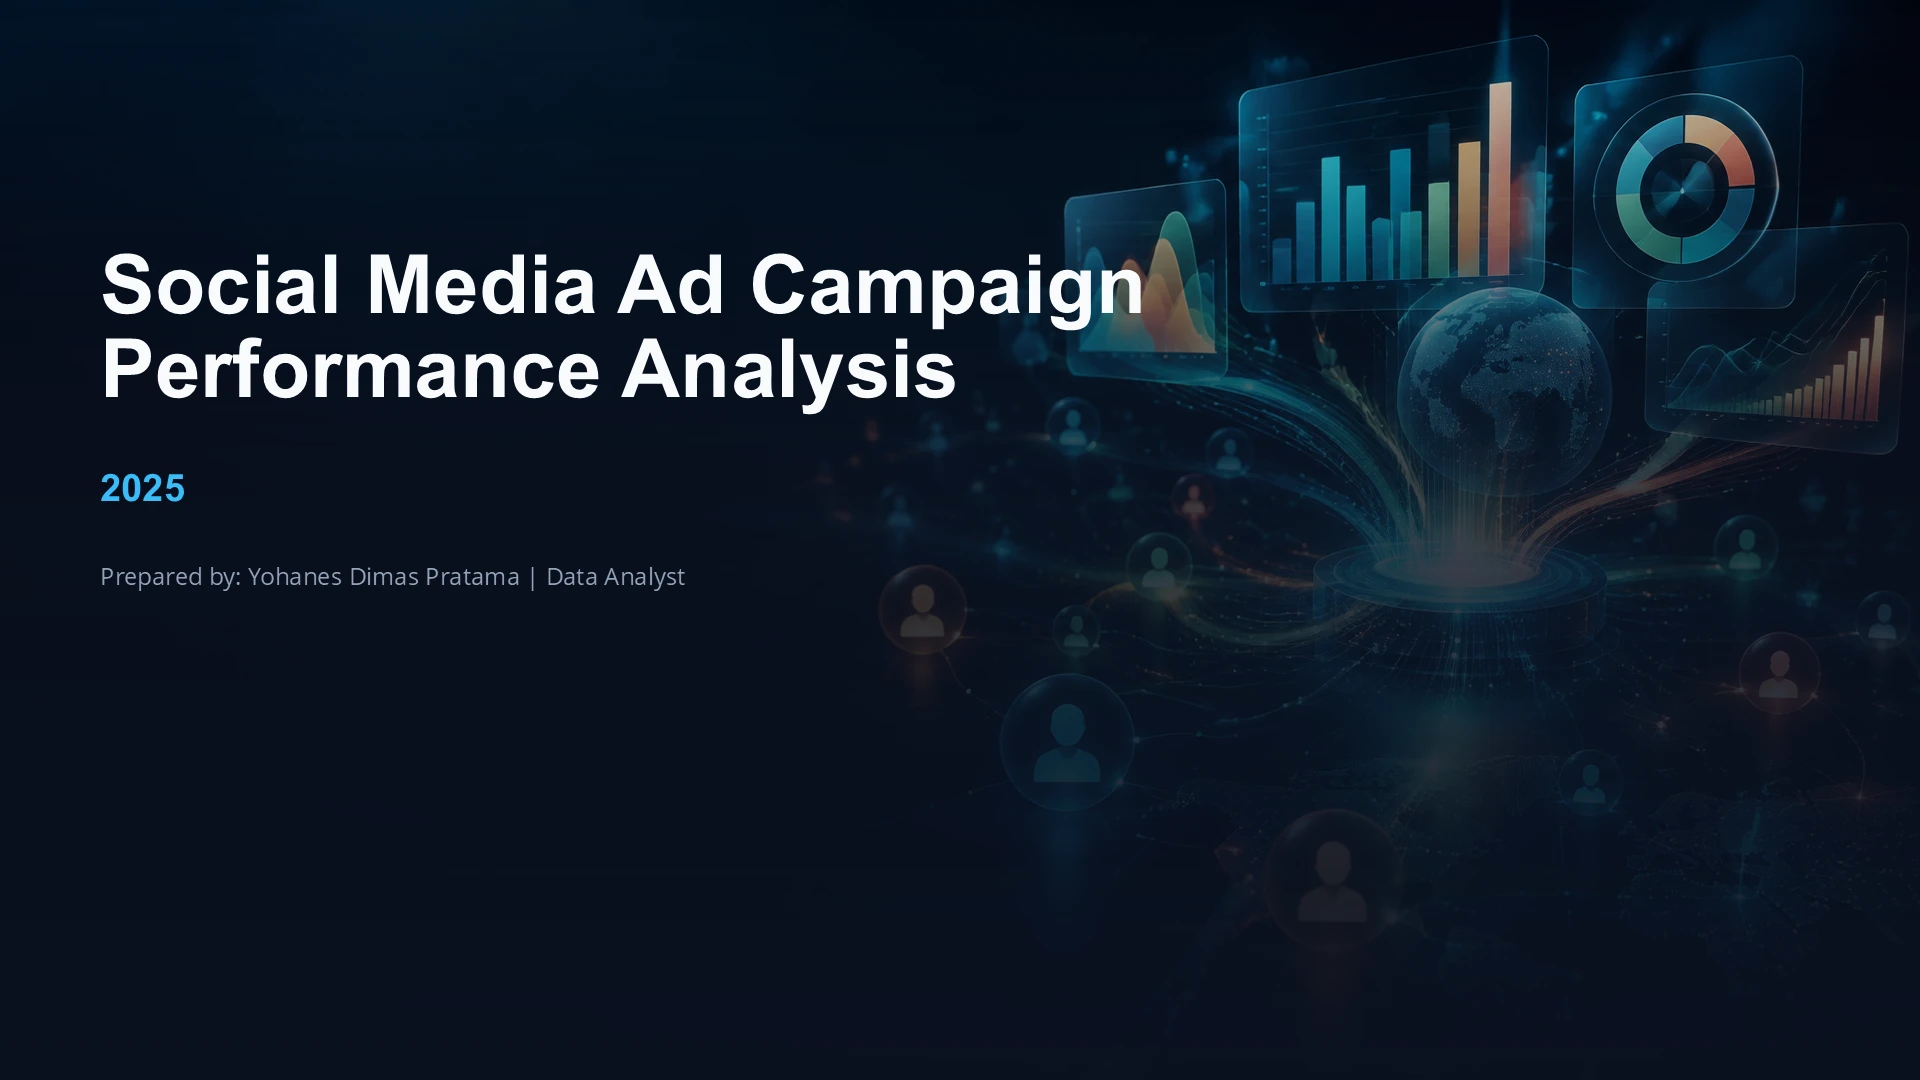 Social Media Ad Campaign
Performance Analysis
2025
Prepared by: Yohanes Dimas Pratama | Data Analyst